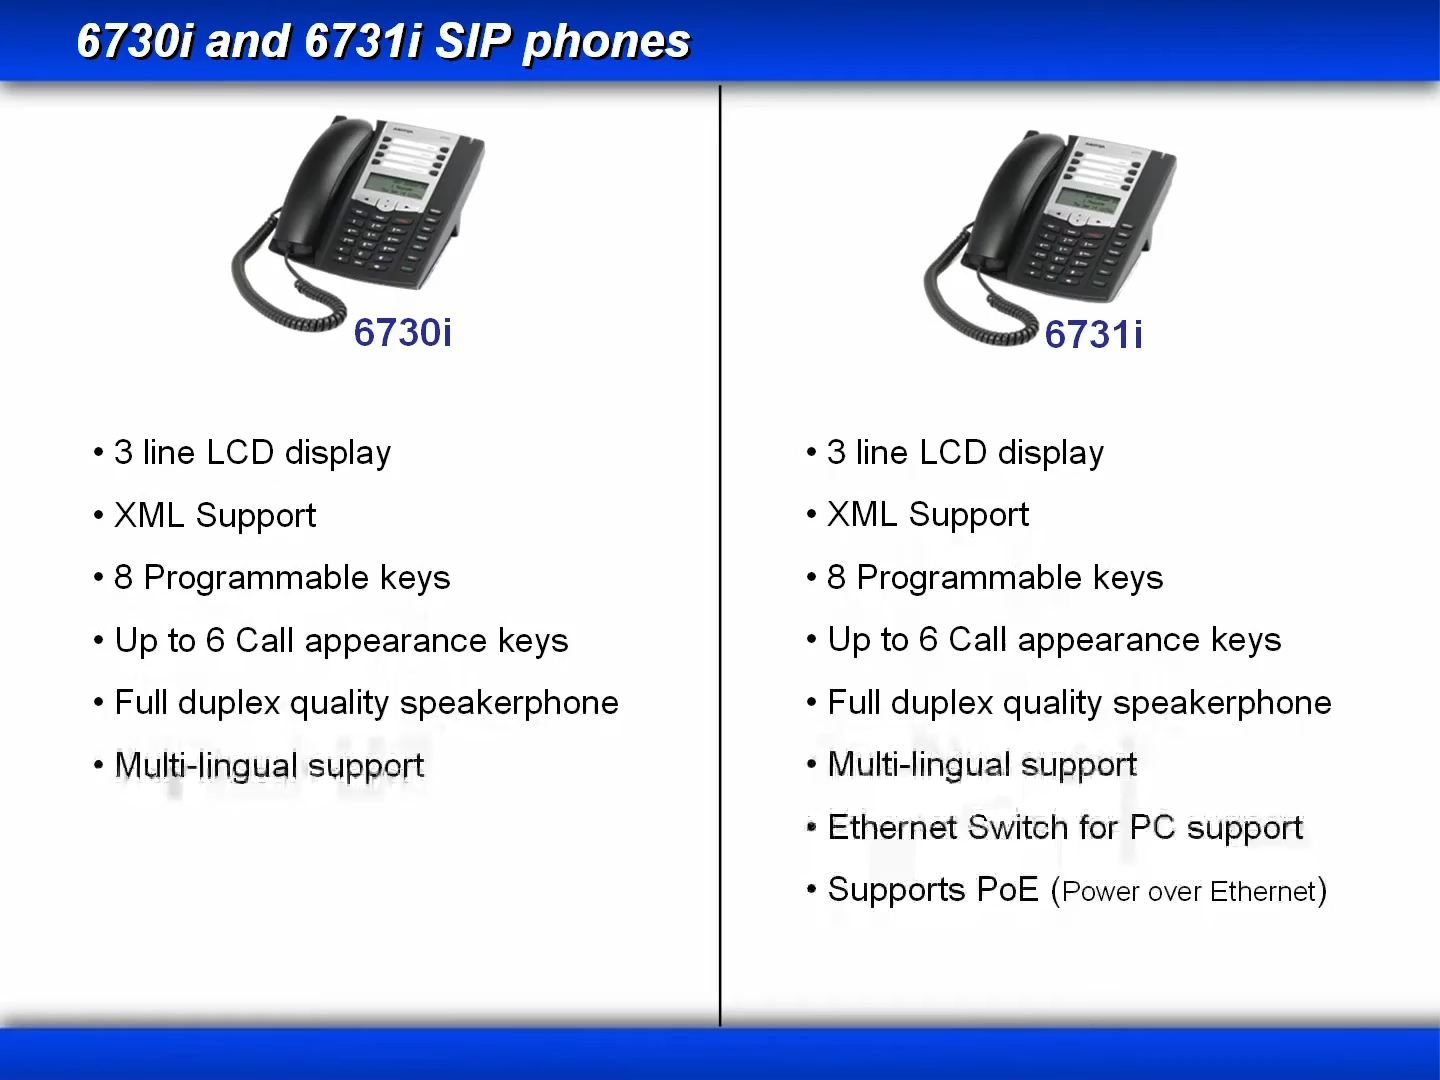 6730i and 6731i SIP phones
6730i
• 3 line LCD display
• XML Support
• 8 Programmable keys
• Up to 6 Call appearance keys
• Full duplex quality speakerphone
• Multi-lingual support
6731i
• 3 line LCD display
• XML Support
• 8 Programmable keys
• Up to 6 Call appearance keys
• Full duplex quality speakerphone
• Multi-lingual support
• Ethernet Switch for PC support
• Supports PoE (Power over Ethernet)